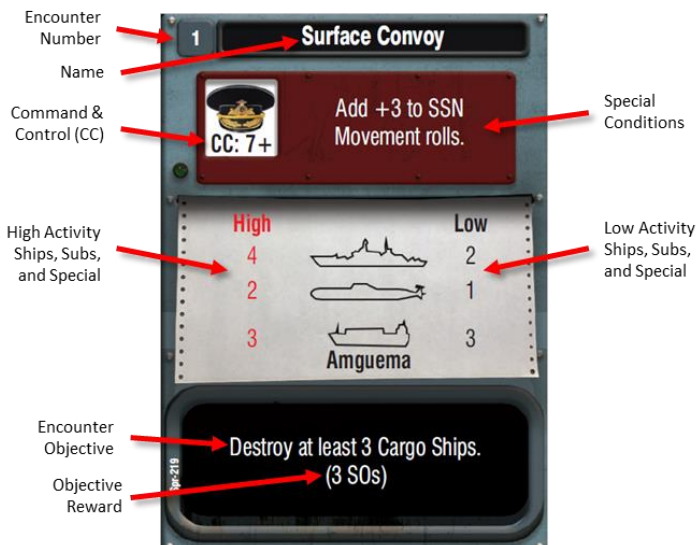 Encounter
Number
1
Surface Convoy
Name
Command &
Control (CC)
CC: 7+
Add +3 to SSN
Movement rolls.
Special
Conditions
High Activity
Ships, Subs,
and Special
High
Low
4
2
2
1
3
3
Amguema
Low Activity
Ships, Subs,
and Special
Encounter
Objective
Destroy at least 3 Cargo Ships.
(3 SOs)
Objective
Reward
Spr-219